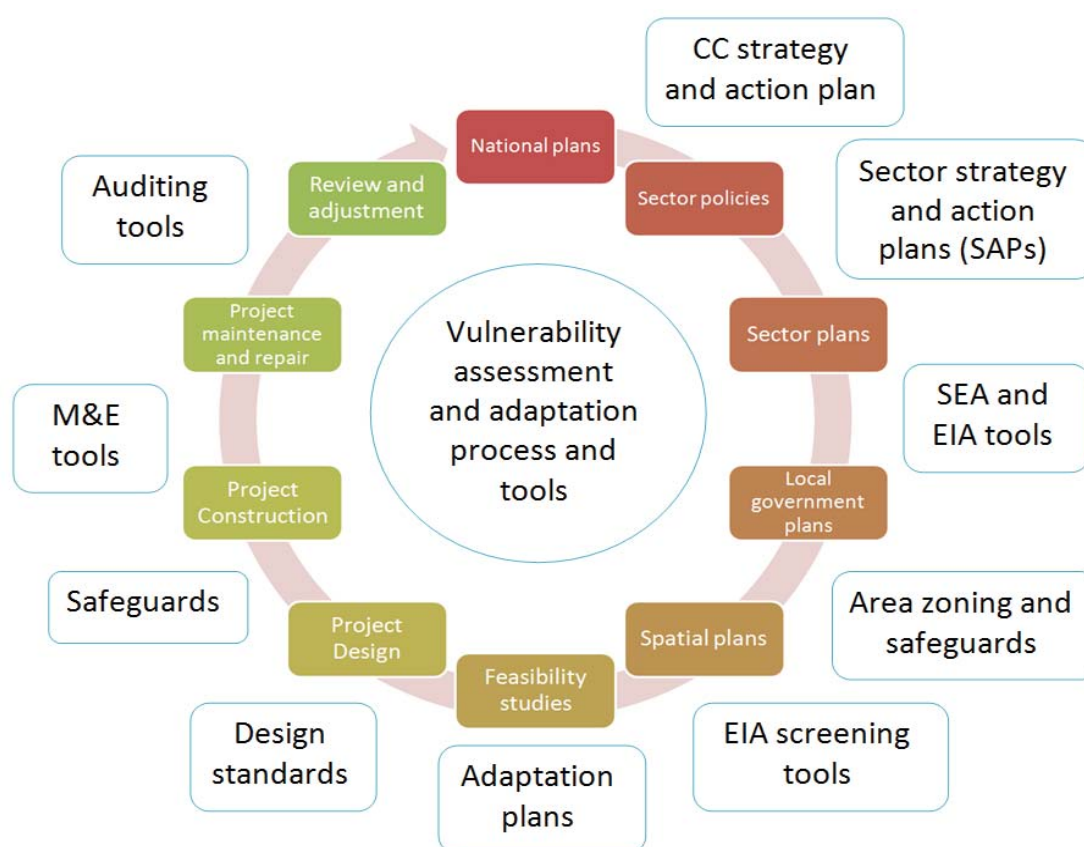 CC strategy
and action plan
National plans
Sector policies
Sector strategy
and action
plans (SAPs)
Sector plans
SEA and
EIA tools
Local
government
plans
Area zoning and
safeguards
Spatial plans
EIA screening
tools
Feasibility
studies
Adaptation
plans
Project
Design
Design
standards
Safeguards
Project
Construction
M&E
tools
Project
maintenance
and repair
Auditing
tools
Review and
adjustment
Vulnerability
assessment
and adaptation
process and
tools